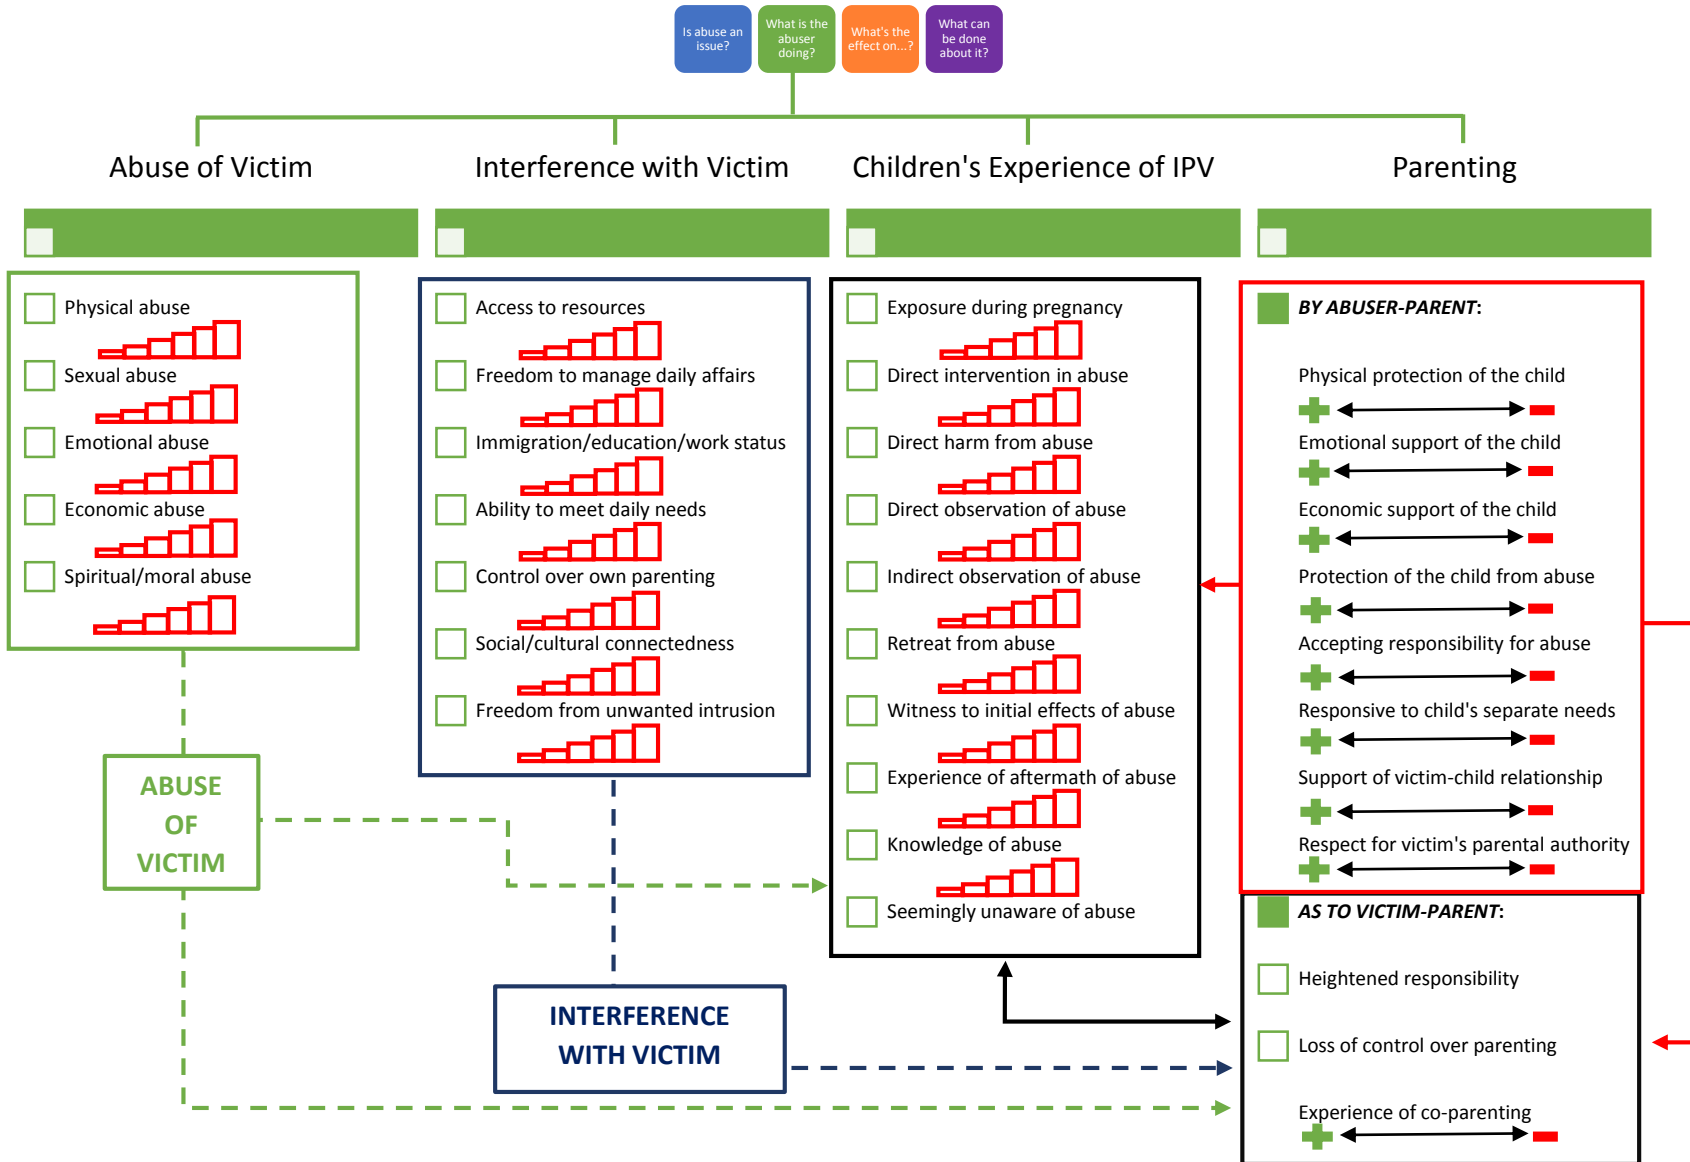 Is abuse an
issue?
What is the
abuser
doing?
What's the
effect on...?
What can
be done
about it?
Abuse of Victim
Interference with Victim
Children's Experience of IPV
Parenting
Physical abuse
Sexual abuse
Emotional abuse
Economic abuse
Spiritual/moral abuse
Access to resources
Freedom to manage daily affairs
Immigration/education/work status
Ability to meet daily needs
Control over own parenting
Social/cultural connectedness
Freedom from unwanted intrusion
Exposure during pregnancy
Direct intervention in abuse
Direct harm from abuse
Direct observation of abuse
Indirect observation of abuse
Retreat from abuse
Witness to initial effects of abuse
Experience of aftermath of abuse
Knowledge of abuse
Seemingly unaware of abuse
BY ABUSER-PARENT:
Physical protection of the child
Emotional support of the child
Economic support of the child
Protection of the child from abuse
Accepting responsibility for abuse
Responsive to child's separate needs
Support of victim-child relationship
Respect for victim's parental authority
AS TO VICTIM-PARENT:
Heightened responsibility
Loss of control over parenting
Experience of co-parenting
ABUSE
OF
VICTIM
INTERFERENCE
WITH VICTIM